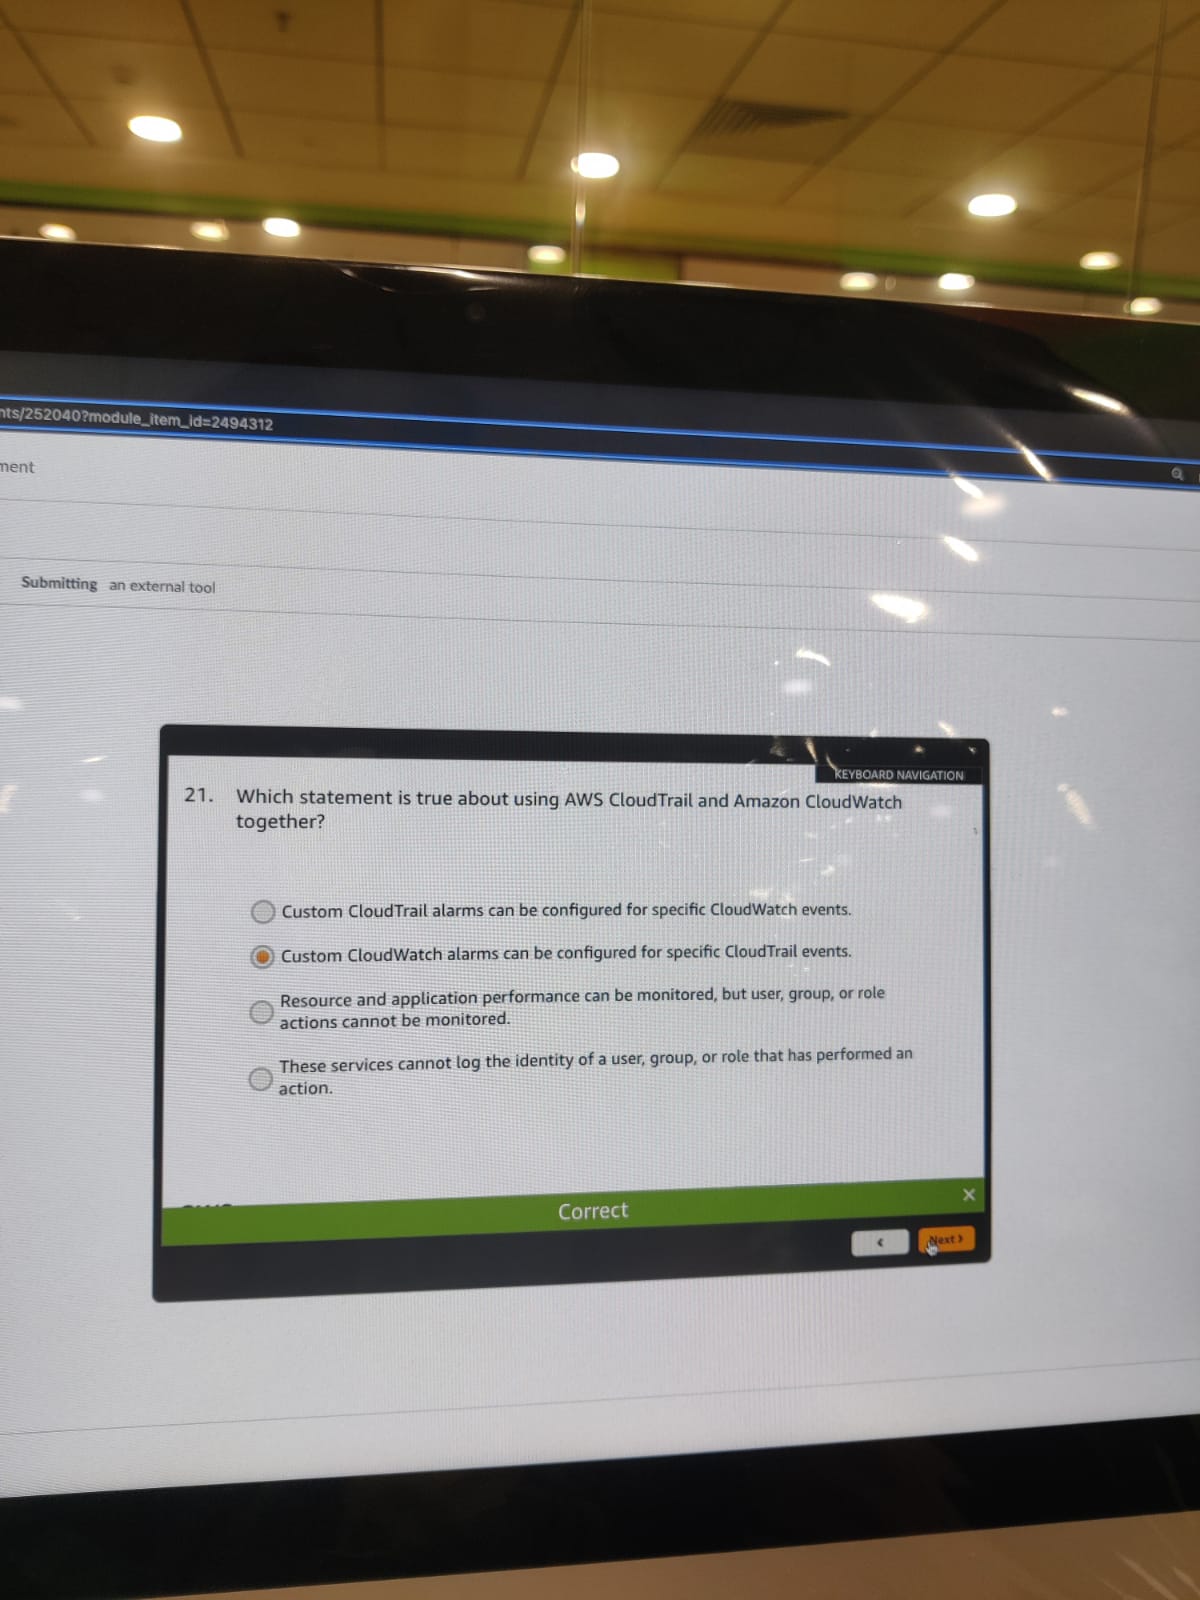 nts/252040?module_item_id=2494312
ment
Submitting an external tool
KEYBOARD NAVIGATION
21. Which statement is true about using AWS CloudTrail and Amazon CloudWatch
together?
Custom CloudTrail alarms can be configured for specific CloudWatch events.
Custom CloudWatch alarms can be configured for specific CloudTrail events.
Resource and application performance can be monitored, but user, group, or role
actions cannot be monitored.
These services cannot log the identity of a user, group, or role that has performed an
action.
Correct
Next